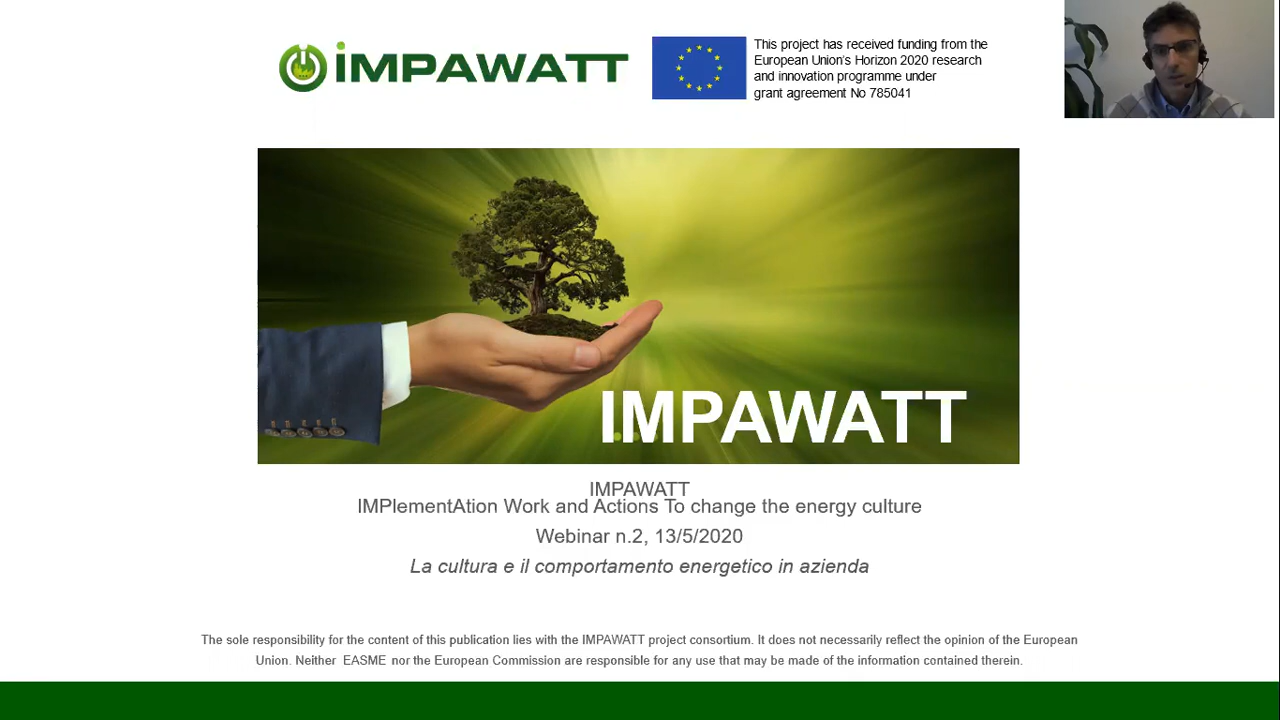 IMPAWATT
This project has received funding from the
European Union's Horizon 2020 research
and innovation programme under
grant agreement No 785041
IMPAWATT
IMPAWATT
IMPlementAtion Work and Actions To change the energy culture
Webinar n.2, 13/5/2020
La cultura e il comportamento energetico in azienda
The sole responsibility for the content of this publication lies with the IMPAWATT project consortium. It does not necessarily reflect the opinion of the European
Union. Neither EASME nor the European Commission are responsible for any use that may be made of the information contained therein.